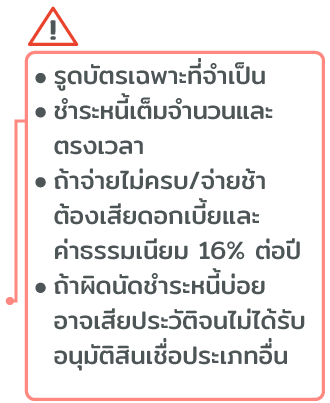 • รูดบัตรเฉพาะที่จำเป็น
• ชำระหนี้เต็มจำนวนและ
ตรงเวลา
• ถ้าจ่ายไม่ครบ/จ่ายช้า
ต้องเสียดอกเบี้ยและ
ค่าธรรมเนียม 16% ต่อปี
• ถ้าผิดนัดชำระหนี้บ่อย
อาจเสียประวัติจนไม่ได้รับ
อนุมัติสินเชื่อประเภทอื่น